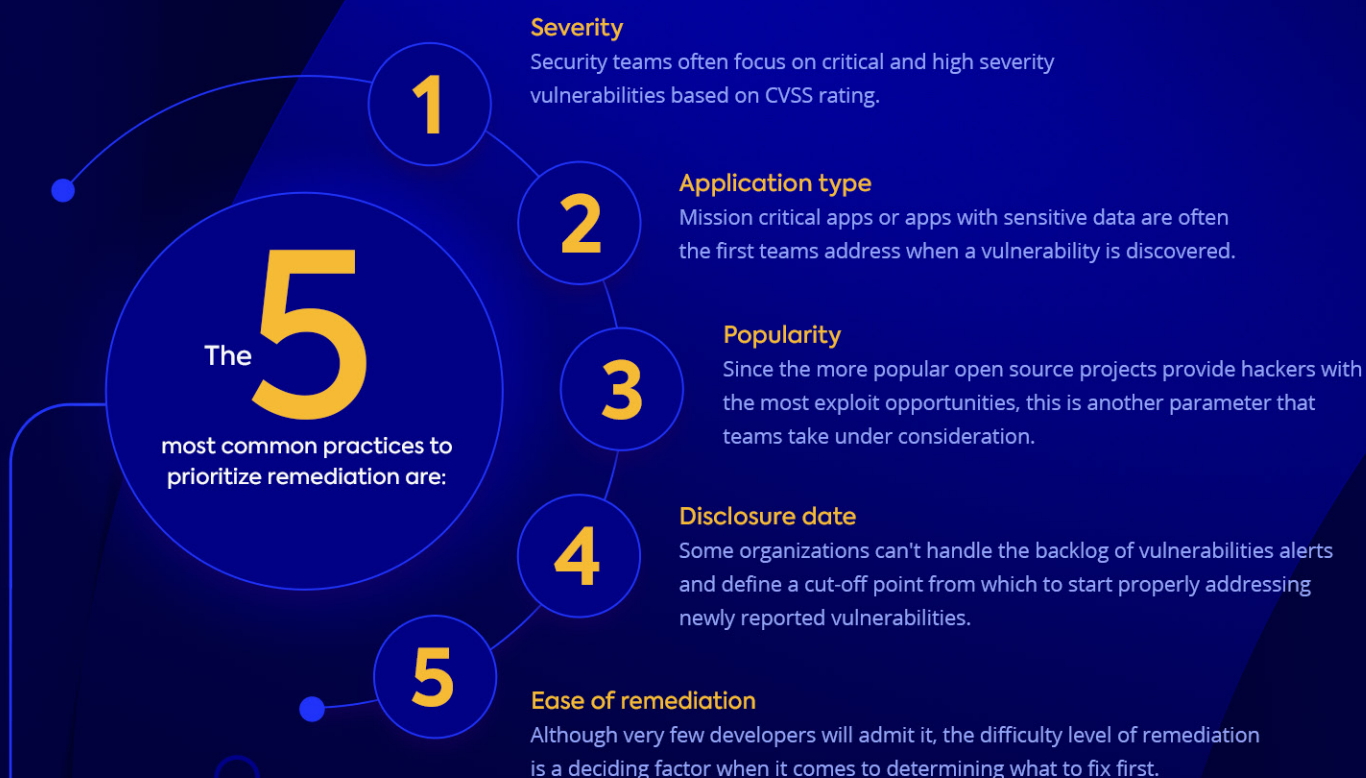 The 5
most common practices to
prioritize remediation are:
1
Severity
Security teams often focus on critical and high severity
vulnerabilities based on CVSS rating.
2
Application type
Mission critical apps or apps with sensitive data are often
the first teams address when a vulnerability is discovered.
3
Popularity
Since the more popular open source projects provide hackers with
the most exploit opportunities, this is another parameter that
teams take under consideration.
4
Disclosure date
Some organizations can't handle the backlog of vulnerabilities alerts
and define a cut-off point from which to start properly addressing
newly reported vulnerabilities.
5
Ease of remediation
Although very few developers will admit it, the difficulty level of remediation
is a deciding factor when it comes to determining what to fix first.